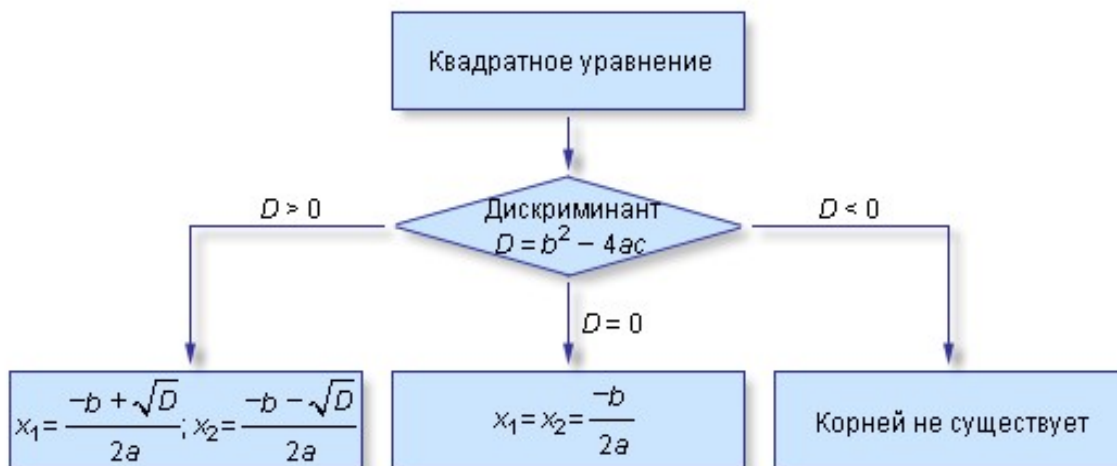 Квадратное уравнение
Дискриминант
D = b² − 4ac
D > 0
D < 0
D = 0
x₁= (−b + √D)/2a; x₂= (−b − √D)/2a
x₁= x₂= −b/2a
Корней не существует